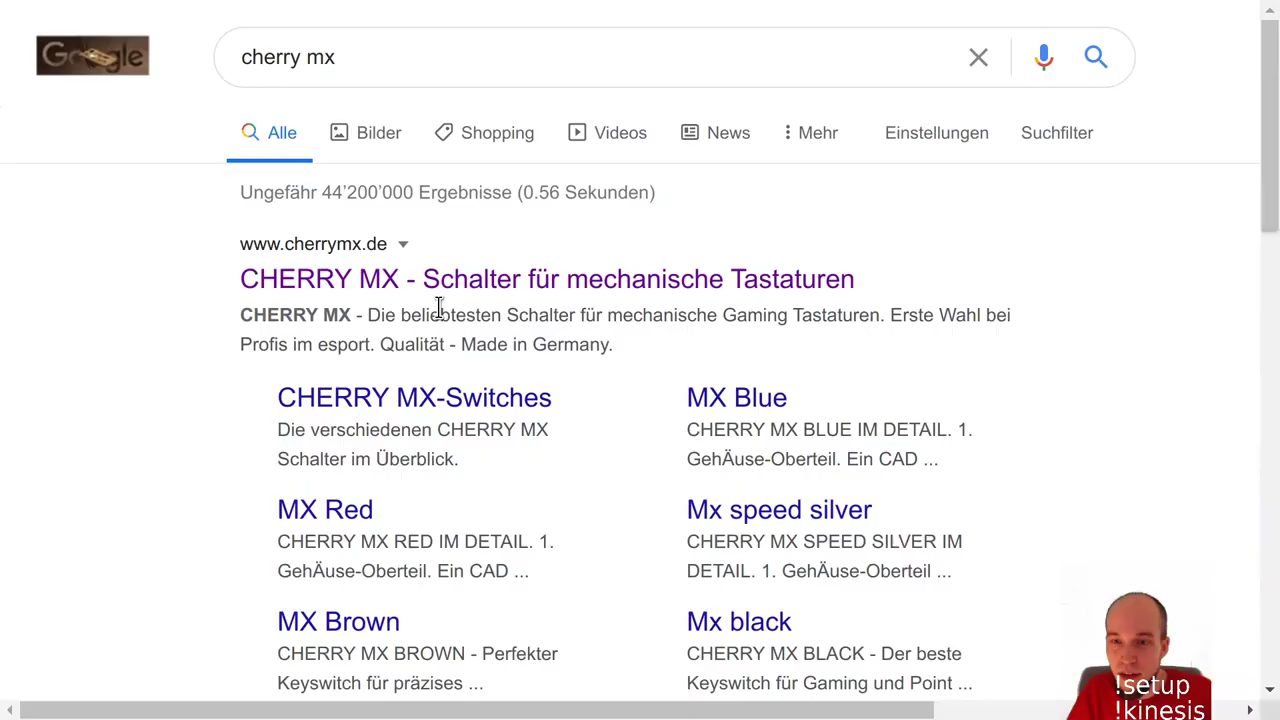 Google
cherry mx
Alle Bilder Shopping Videos News Mehr Einstellungen Suchfilter
Ungefähr 44’200’000 Ergebnisse (0.56 Sekunden)
www.cherrymx.de
CHERRY MX - Schalter für mechanische Tastaturen
CHERRY MX - Die beliebtesten Schalter für mechanische Gaming Tastaturen. Erste Wahl bei
Profis im esport. Qualität - Made in Germany.
CHERRY MX-Switches
Die verschiedenen CHERRY MX
Schalter im Überblick.
MX Blue
CHERRY MX BLUE IM DETAIL. 1.
GehÄuse-Oberteil. Ein CAD ...
MX Red
CHERRY MX RED IM DETAIL. 1.
GehÄuse-Oberteil. Ein CAD ...
Mx speed silver
CHERRY MX SPEED SILVER IM
DETAIL. 1. GehÄuse-Oberteil ...
MX Brown
CHERRY MX BROWN - Perfekter
Keyswitch für präzises ...
Mx black
CHERRY MX BLACK - Der beste
Keyswitch für Gaming und Point ...
!setup
!kinesis